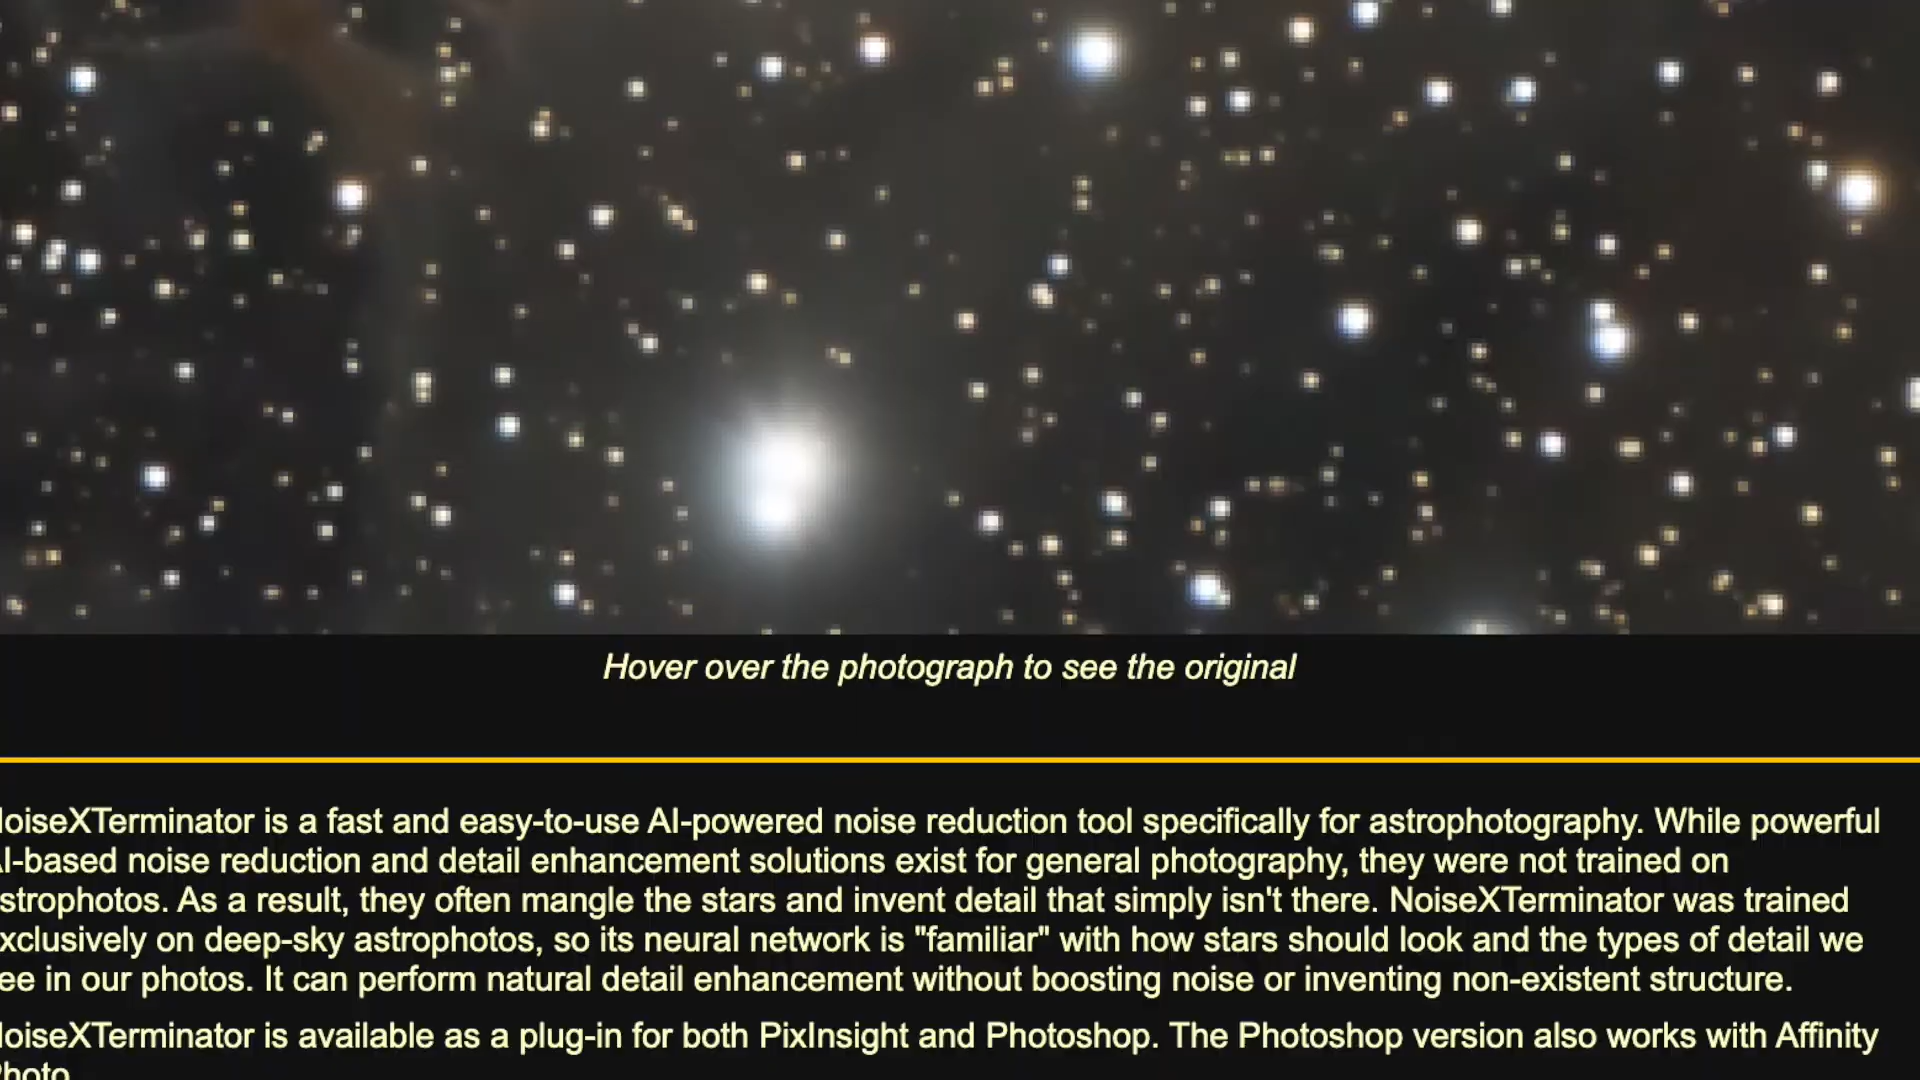 Hover over the photograph to see the original
loiseXTerminator is a fast and easy-to-use AI-powered noise reduction tool specifically for astrophotography. While powerful
I-based noise reduction and detail enhancement solutions exist for general photography, they were not trained on
strophotos. As a result, they often mangle the stars and invent detail that simply isn't there. NoiseXTerminator was trained
xclusively on deep-sky astrophotos, so its neural network is "familiar" with how stars should look and the types of detail we
ee in our photos. It can perform natural detail enhancement without boosting noise or inventing non-existent structure.
loiseXTerminator is available as a plug-in for both PixInsight and Photoshop. The Photoshop version also works with Affinity